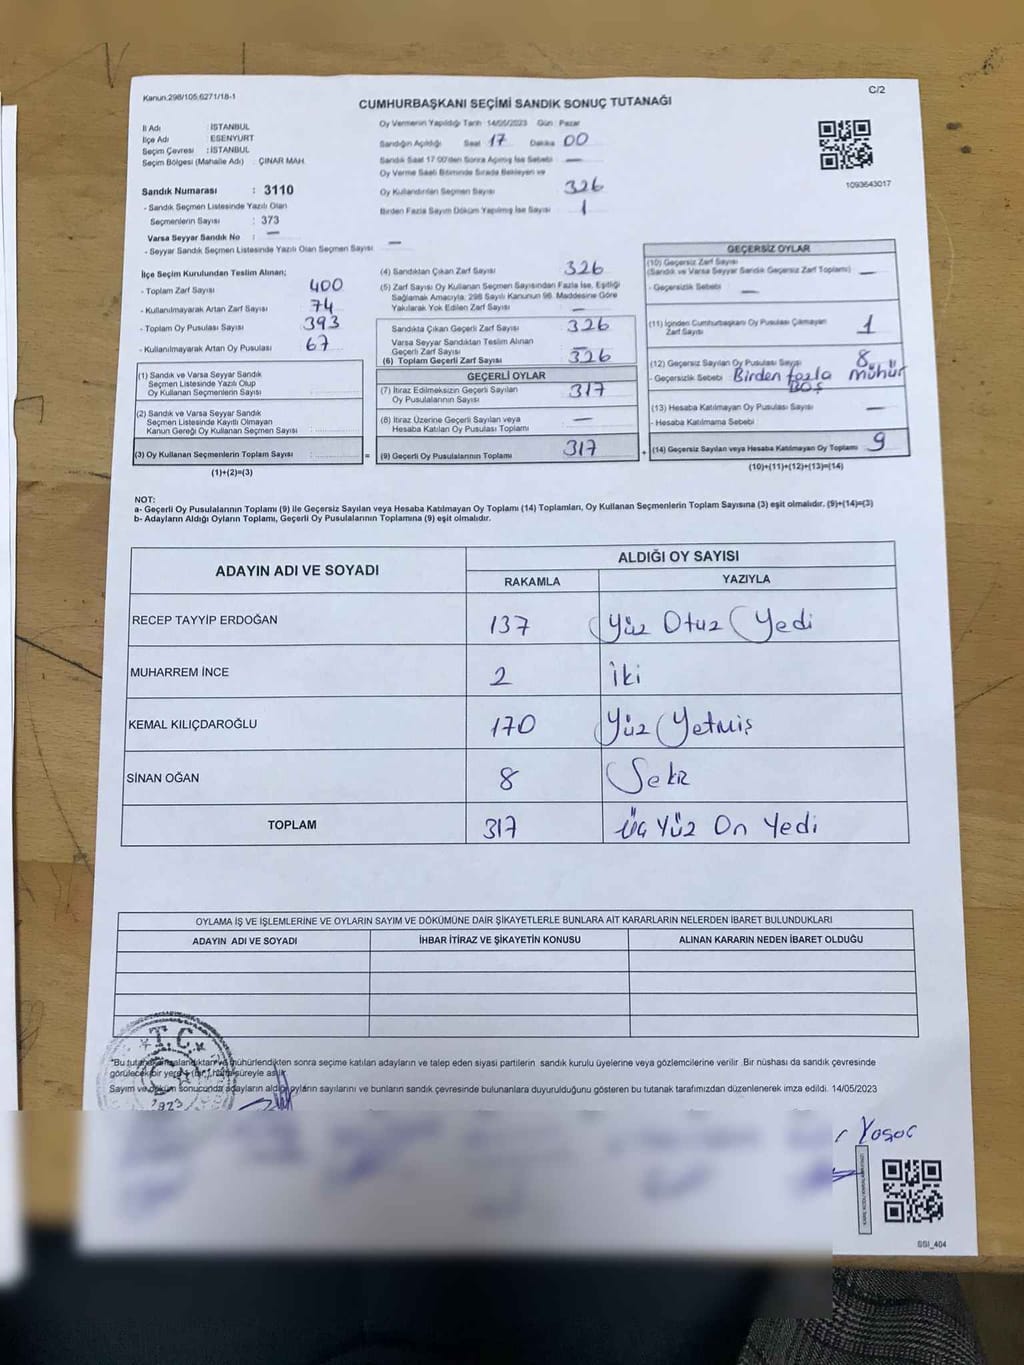 Kanun.298/105.6271/18-1
C/2
CUMHURBAŞKANI SEÇİMİ SANDIK SONUÇ TUTANAĞI
İl Adı : İSTANBUL
İlçe Adı : ESENYURT
Seçim Çevresi : İSTANBUL
Seçim Bölgesi (Mahalle Adı) : ÇINAR MAH.
Sandık Numarası : 3110
- Sandık Seçmen Listesinde Yazılı Olan
Seçmenlerin Sayısı : 373
Varsa Seyyar Sandık No : —
- Seyyar Sandık Seçmen Listesinde Yazılı Olan Seçmen Sayısı —
Oy Vermenin Yapıldığı Tarih 14/05/2023 Gün : Pazar
Sandığın Açıldığı Saat 17 Dakika 00
Sandık Saat 17:00'den Sonra Açılmış İse Sebebi —
Oy Verme Saati Bitiminde Sırada Bekleyen ve
Oy Kullandırılan Seçmen Sayısı 326
Birden Fazla Sayım Döküm Yapılmış İse Sayısı 1
1093643017
İlçe Seçim Kurulundan Teslim Alınan;
- Toplam Zarf Sayısı 400
- Kullanılmayarak Artan Zarf Sayısı 74
- Toplam Oy Pusulası Sayısı 393
- Kullanılmayarak Artan Oy Pusulası 67
(1) Sandık ve Varsa Seyyar Sandık
Seçmen Listesinde Yazılı Olup
Oy Kullanan Seçmenlerin Sayısı
(2) Sandık ve Varsa Seyyar Sandık
Seçmen Listesinde Kayıtlı Olmayan
Kanun Gereği Oy Kullanan Seçmen Sayısı
(3) Oy Kullanan Seçmenlerin Toplam Sayısı =
(1)+(2)=(3)
(4) Sandıktan Çıkan Zarf Sayısı 326
(5) Zarf Sayısı Oy Kullanan Seçmen Sayısından Fazla İse, Eşitliği
Sağlamak Amacıyla, 298 Sayılı Kanunun 98. Maddesine Göre
Yakılarak Yok Edilen Zarf Sayısı —
Sandıkta Çıkan Geçerli Zarf Sayısı 326
Varsa Seyyar Sandıktan Teslim Alınan
Geçerli Zarf Sayısı —
(6) Toplam Geçerli Zarf Sayısı 326
GEÇERLİ OYLAR
(7) İtiraz Edilmeksizin Geçerli Sayılan
Oy Pusulalarının Sayısı 317
(8) İtiraz Üzerine Geçerli Sayılan veya
Hesaba Katılan Oy Pusulası Toplamı —
(9) Geçerli Oy Pusulalarının Toplamı 317 +
GEÇERSİZ OYLAR
(10) Geçersiz Zarf Sayısı
(Sandık ve Varsa Seyyar Sandık Geçersiz Zarf Toplamı) —
- Geçersizlik Sebebi —
(11) İçinden Cumhurbaşkanı Oy Pusulası Çıkmayan
Zarf Sayısı 1
(12) Geçersiz Sayılan Oy Pusulası Sayısı 8
- Geçersizlik Sebebi Birden fazla mühür
BOŞ
(13) Hesaba Katılmayan Oy Pusulası Sayısı —
- Hesaba Katılmama Sebebi
(14) Geçersiz Sayılan veya Hesaba Katılmayan Oy Toplamı 9
(10)+(11)+(12)+(13)=(14)
NOT:
a- Geçerli Oy Pusulalarının Toplamı (9) ile Geçersiz Sayılan veya Hesaba Katılmayan Oy Toplamı (14) Toplamları, Oy Kullanan Seçmenlerin Toplam Sayısına (3) eşit olmalıdır. (9)+(14)=(3)
b- Adayların Aldığı Oyların Toplamı, Geçerli Oy Pusulalarının Toplamına (9) eşit olmalıdır.
ADAYIN ADI VE SOYADI
ALDIĞI OY SAYISI
RAKAMLA YAZIYLA
RECEP TAYYİP ERDOĞAN 137 Yüz Otuz Yedi
MUHARREM İNCE 2 İki
KEMAL KILIÇDAROĞLU 170 Yüz Yetmiş
SİNAN OĞAN 8 Sekiz
TOPLAM 317 Üç Yüz On Yedi
OYLAMA İŞ VE İŞLEMLERİNE VE OYLARIN SAYIM VE DÖKÜMÜNE DAİR ŞİKAYETLERLE BUNLARA AİT KARARLARIN NELERDEN İBARET BULUNDUKLARI
ADAYIN ADI VE SOYADI İHBAR İTİRAZ VE ŞİKAYETİN KONUSU ALINAN KARARIN NEDEN İBARET OLDUĞU
T.C.
1923
"Bu tutanak mühürlendikten sonra seçime katılan adayların ve talep eden siyasi partilerin sandık kurulu üyelerine veya gözlemcilerine verilir. Bir nüshası da sandık çevresinde
görülecek bir yere süreyle asılır.
Sayım ve döküm sonucunda adayların aldığı oyların sayılarını ve bunların sandık çevresinde bulunanlara duyurulduğunu gösteren bu tutanak tarafımızdan düzenlenerek imza edildi. 14/05/2023
SSI_404